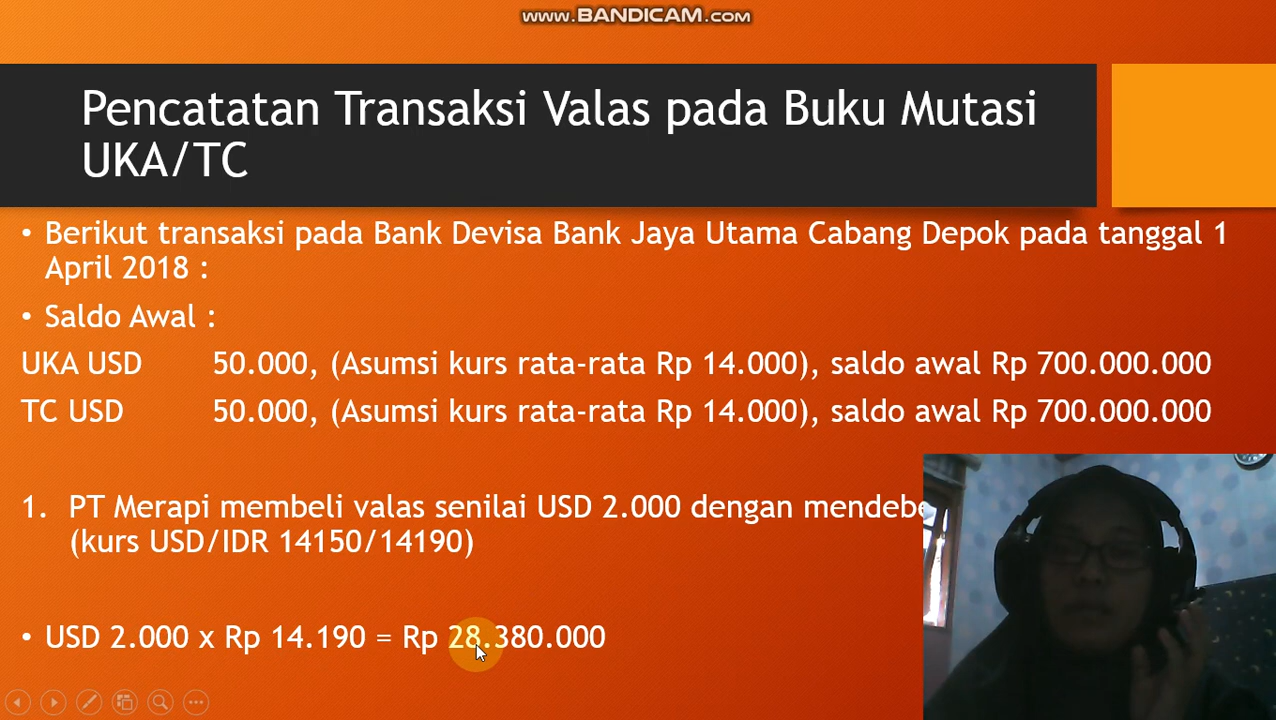 www.BANDICAM.com
Pencatatan Transaksi Valas pada Buku Mutasi
UKA/TC
• Berikut transaksi pada Bank Devisa Bank Jaya Utama Cabang Depok pada tanggal 1
April 2018 :
• Saldo Awal :
UKA USD 50.000, (Asumsi kurs rata-rata Rp 14.000), saldo awal Rp 700.000.000
TC USD 50.000, (Asumsi kurs rata-rata Rp 14.000), saldo awal Rp 700.000.000
1. PT Merapi membeli valas senilai USD 2.000 dengan
(kurs USD/IDR 14150/14190)
• USD 2.000 x Rp 14.190 = Rp 28.380.000